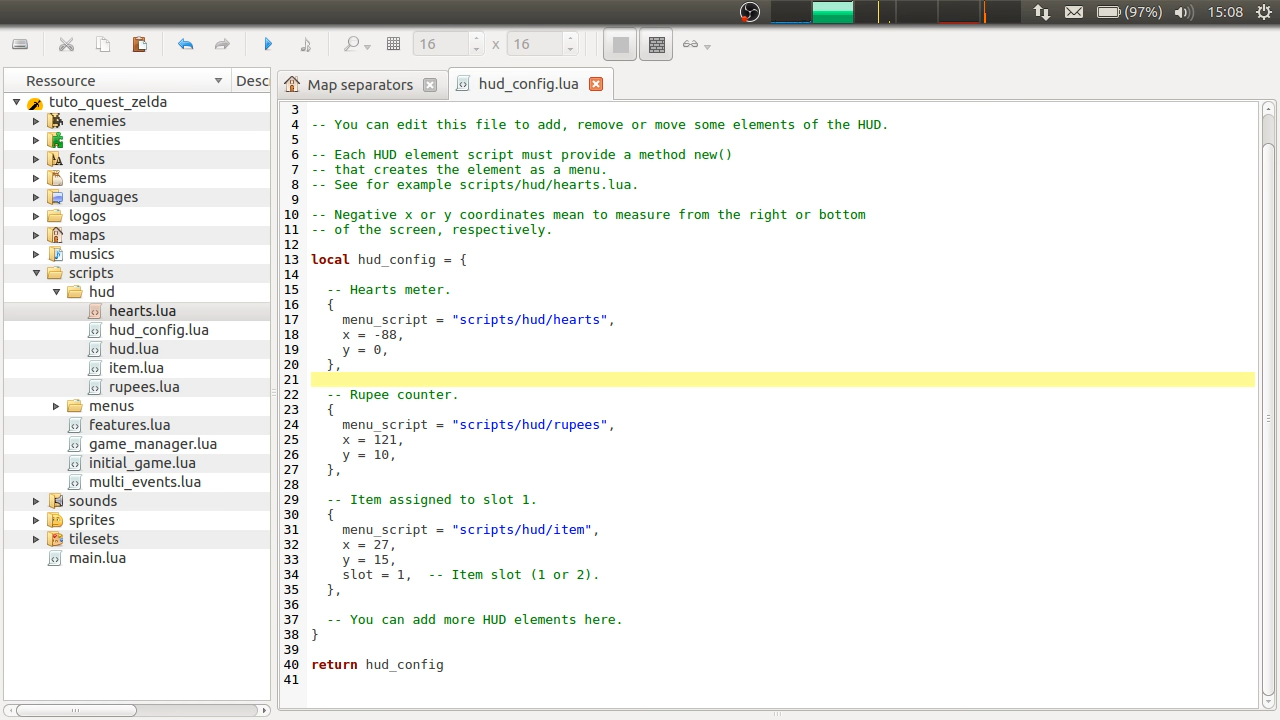 (97%) 15:08
16 x 16
Ressource Desc
Map separators hud_config.lua
tuto_quest_zelda
enemies
entities
fonts
items
languages
logos
maps
musics
scripts
hud
hearts.lua
hud_config.lua
hud.lua
item.lua
rupees.lua
menus
features.lua
game_manager.lua
initial_game.lua
multi_events.lua
sounds
sprites
tilesets
main.lua
3
4 -- You can edit this file to add, remove or move some elements of the HUD.
5
6 -- Each HUD element script must provide a method new()
7 -- that creates the element as a menu.
8 -- See for example scripts/hud/hearts.lua.
9
10 -- Negative x or y coordinates mean to measure from the right or bottom
11 -- of the screen, respectively.
12
13 local hud_config = {
14
15 -- Hearts meter.
16 {
17 menu_script = "scripts/hud/hearts",
18 x = -88,
19 y = 0,
20 },
21
22 -- Rupee counter.
23 {
24 menu_script = "scripts/hud/rupees",
25 x = 121,
26 y = 10,
27 },
28
29 -- Item assigned to slot 1.
30 {
31 menu_script = "scripts/hud/item",
32 x = 27,
33 y = 15,
34 slot = 1, -- Item slot (1 or 2).
35 },
36
37 -- You can add more HUD elements here.
38 }
39
40 return hud_config
41